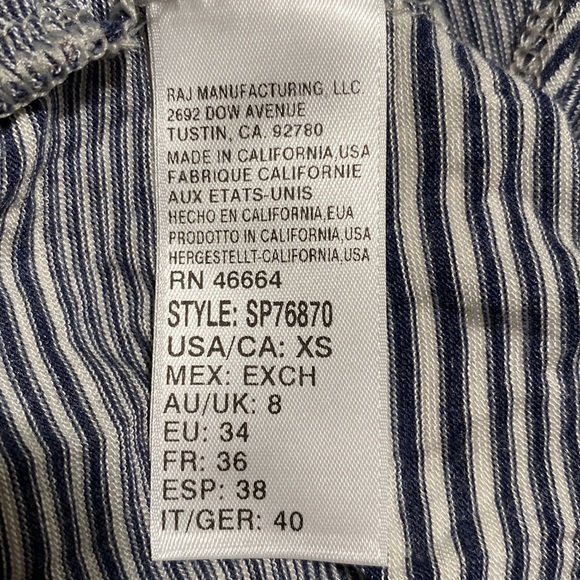 RAJ MANUFACTURING, LLC.
2692 DOW AVENUE
TUSTIN, CA. 92780
MADE IN CALIFORNIA,USA
FABRIQUE CALIFORNIE
AUX ETATS-UNIS
HECHO EN CALIFORNIA,EUA
PRODOTTO IN CALIFORNIA,USA
HERGESTELLT-CALIFORNIA,USA
RN 46664
STYLE: SP76870
USA/CA: XS
MEX: EXCH
AU/UK: 8
EU: 34
FR: 36
ESP: 38
IT/GER: 40